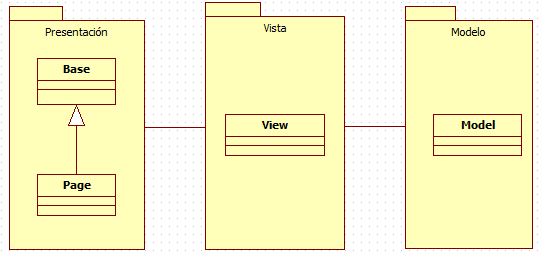 Presentación
Base
Page
Vista
View
Modelo
Model